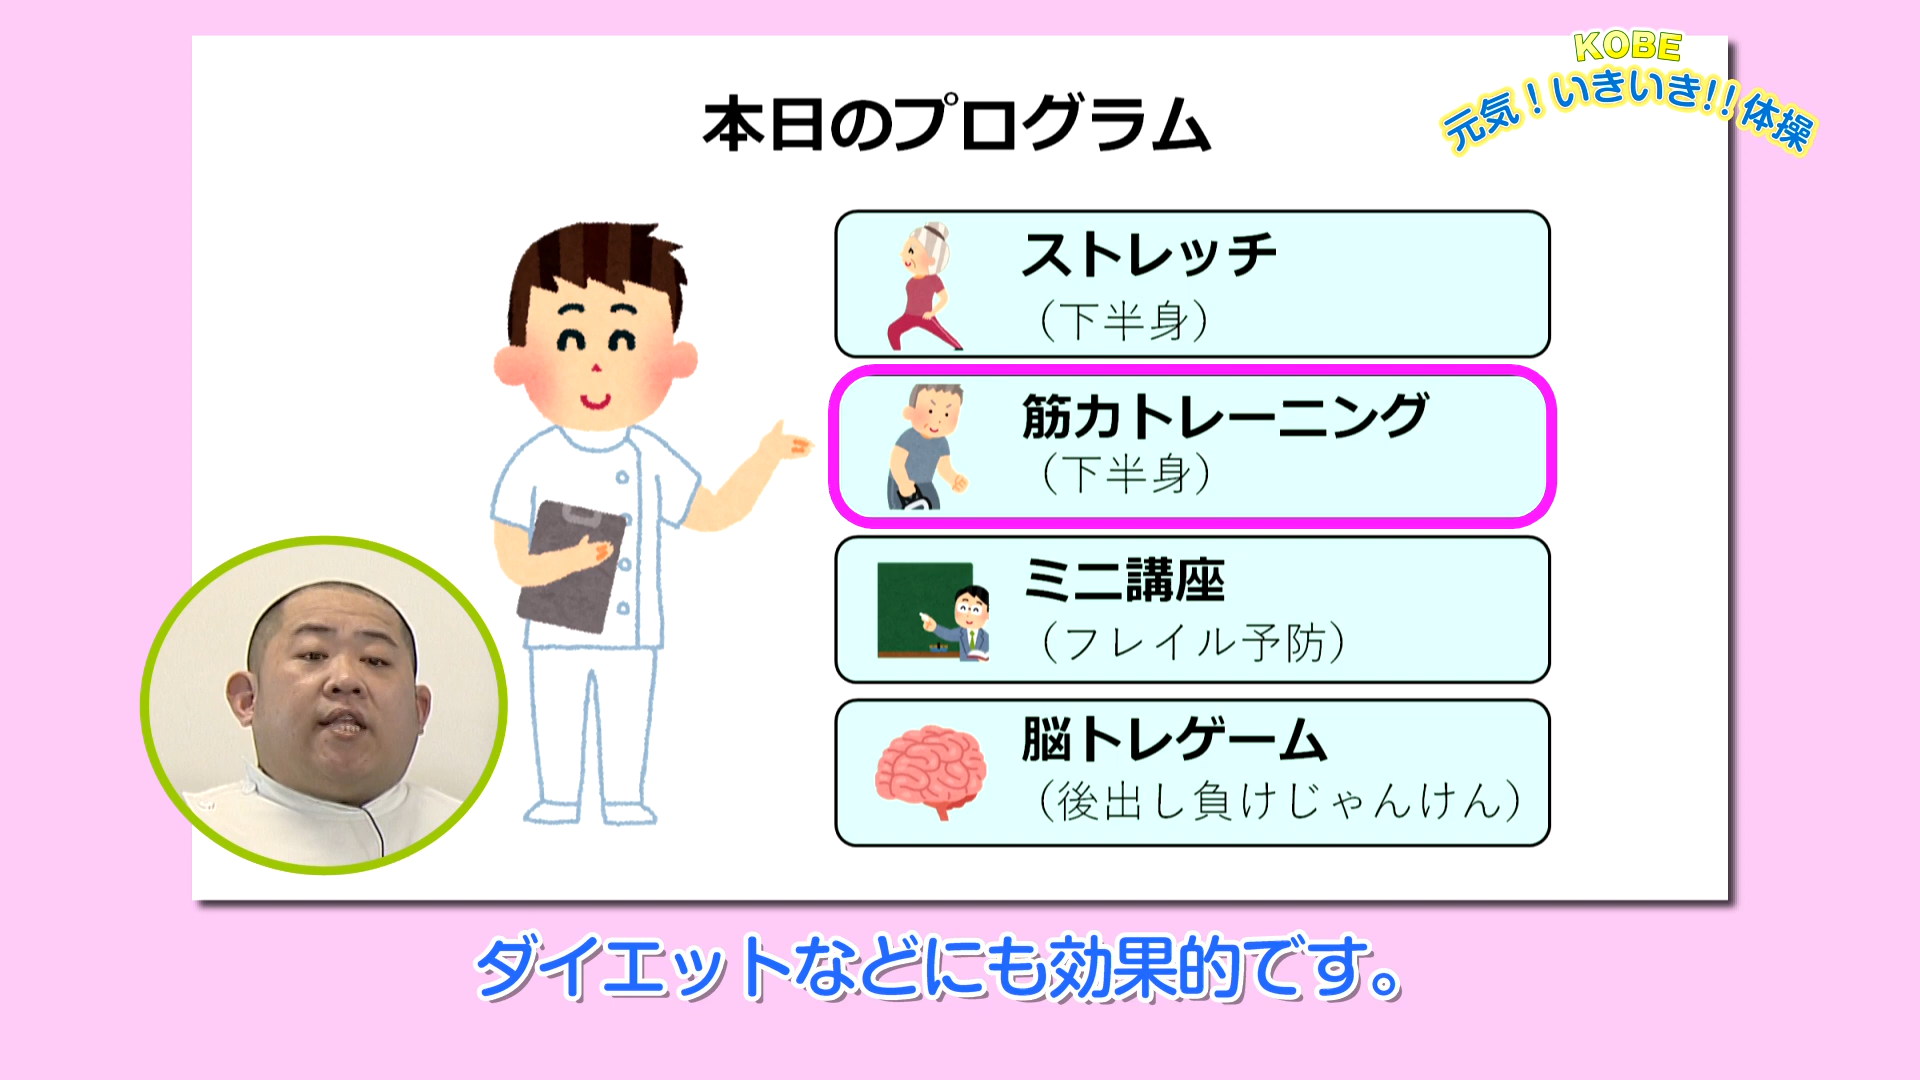 KOBE
元気！いきいき!!体操
本日のプログラム
ストレッチ
（下半身）
筋力トレーニング
（下半身）
ミニ講座
（フレイル予防）
脳トレゲーム
（後出し負けじゃんけん）
ダイエットなどにも効果的です。